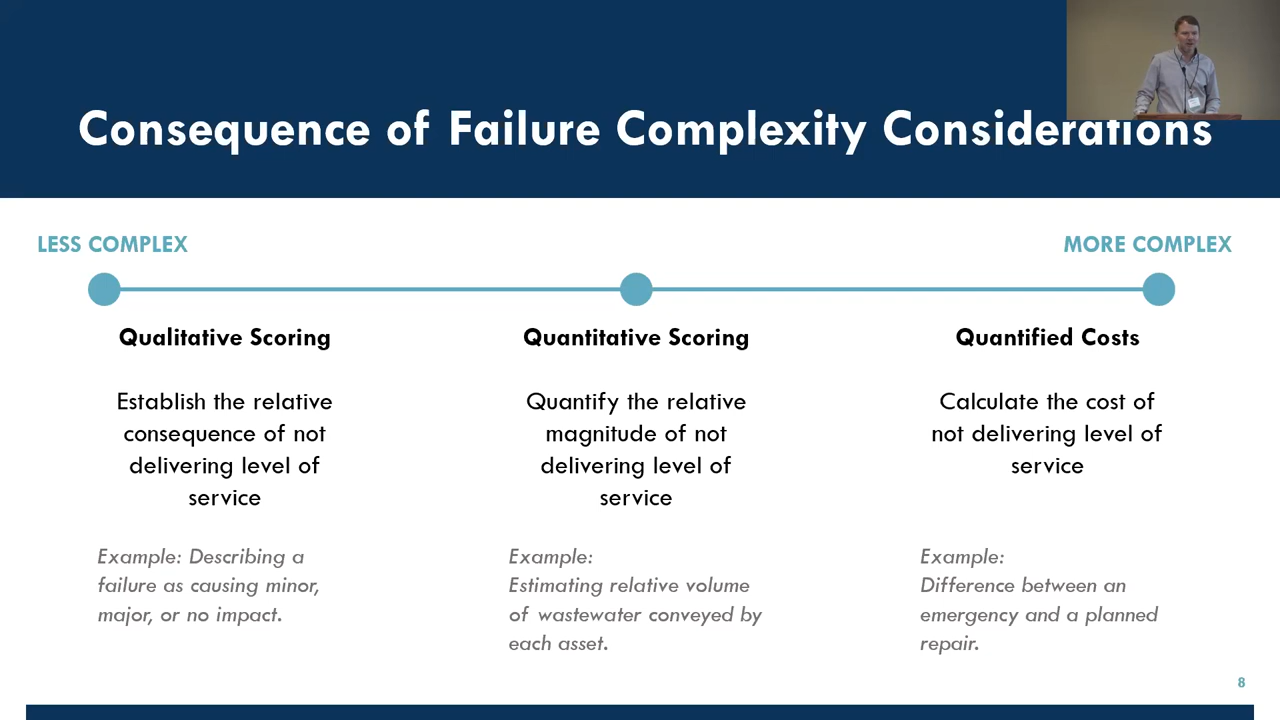 Consequence of Failure Complexity Considerations
LESS COMPLEX
MORE COMPLEX
Qualitative Scoring
Establish the relative
consequence of not
delivering level of
service
Example: Describing a
failure as causing minor,
major, or no impact.
Quantitative Scoring
Quantify the relative
magnitude of not
delivering level of
service
Example:
Estimating relative volume
of wastewater conveyed by
each asset.
Quantified Costs
Calculate the cost of
not delivering level of
service
Example:
Difference between an
emergency and a planned
repair.
8